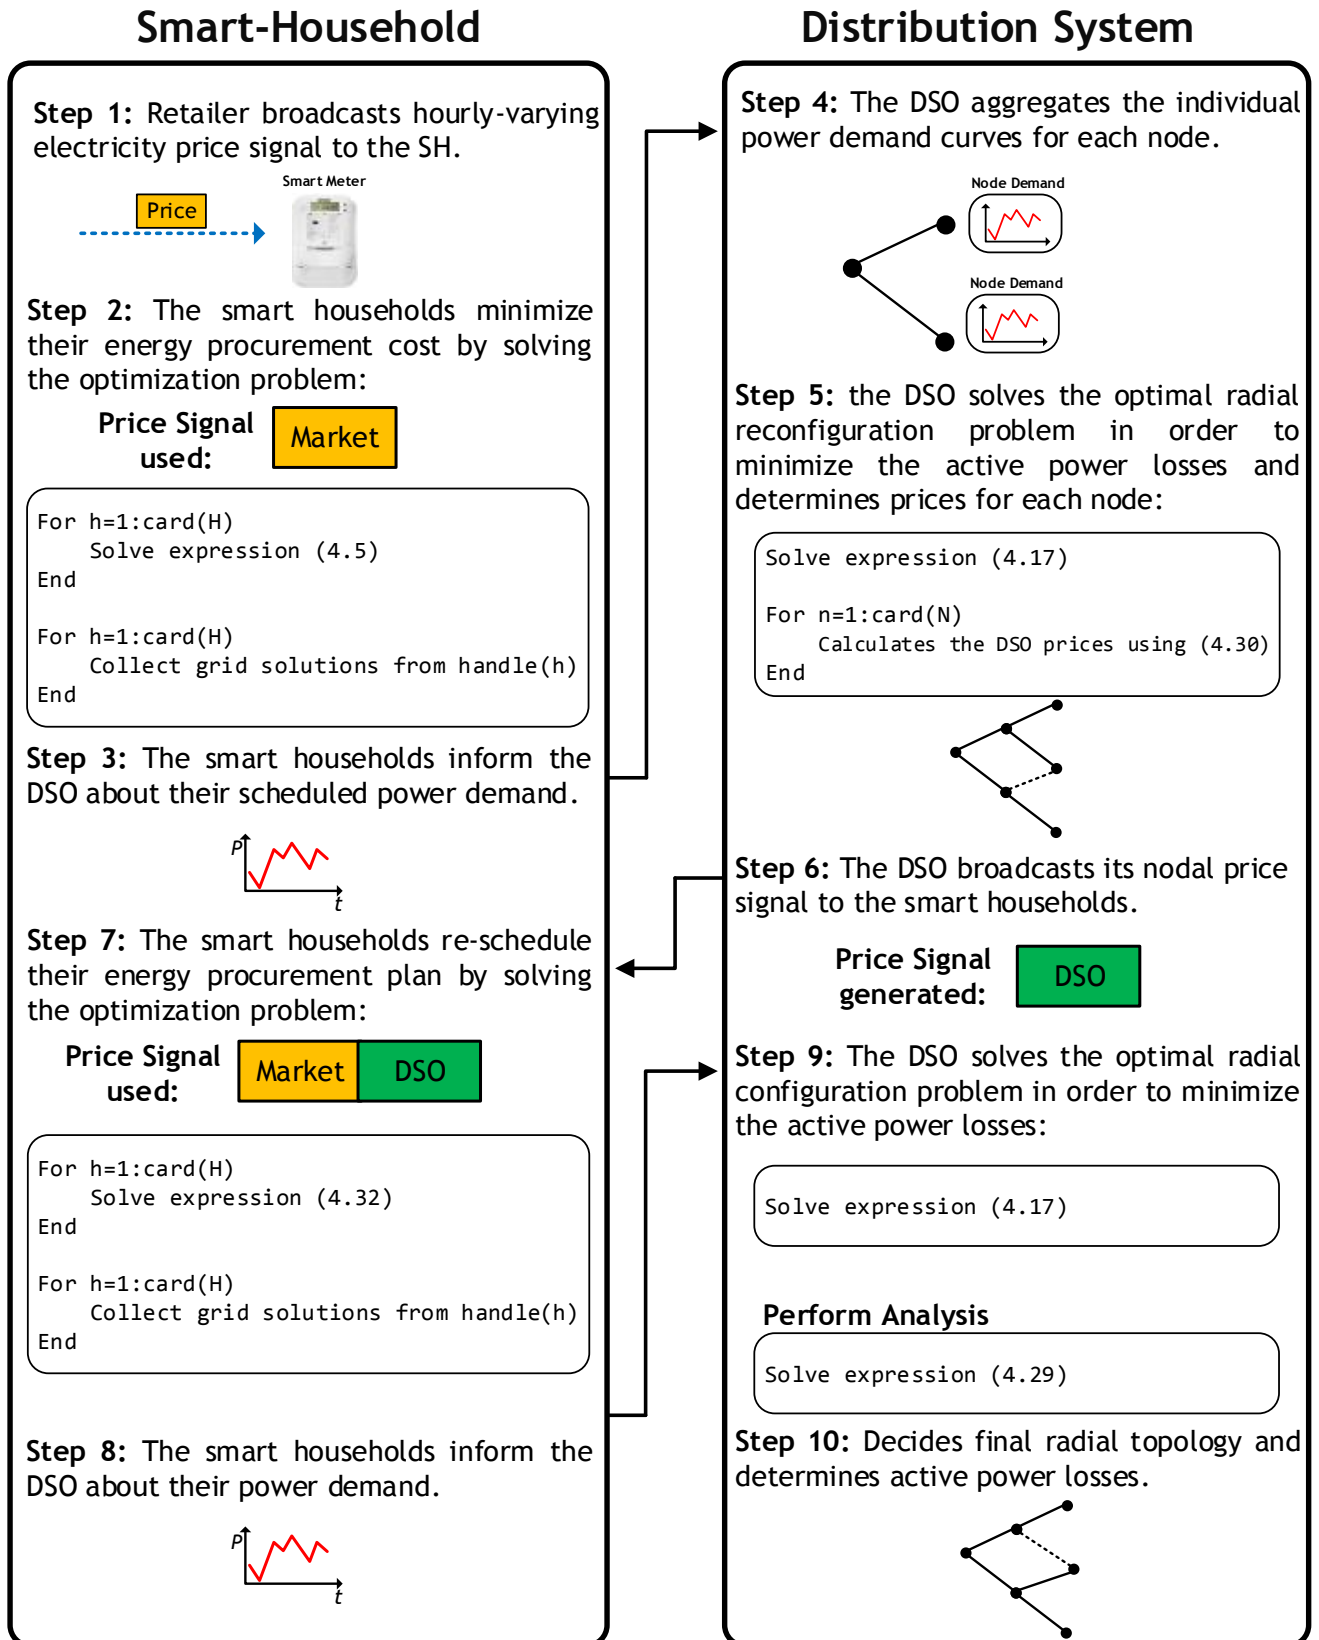 Smart-Household
Step 1: Retailer broadcasts hourly-varying
electricity price signal to the SH.
Smart Meter
Price
Step 2: The smart households minimize
their energy procurement cost by solving
the optimization problem:
Price Signal
used:
Market
For h=1:card(H)
Solve expression (4.5)
End
For h=1:card(H)
Collect grid solutions from handle(h)
End
Step 3: The smart households inform the
DSO about their scheduled power demand.
P
t
Step 7: The smart households re-schedule
their energy procurement plan by solving
the optimization problem:
Price Signal
used:
Market
DSO
For h=1:card(H)
Solve expression (4.32)
End
For h=1:card(H)
Collect grid solutions from handle(h)
End
Step 8: The smart households inform the
DSO about their power demand.
P
t
Distribution System
Step 4: The DSO aggregates the individual
power demand curves for each node.
Node Demand
Node Demand
Step 5: the DSO solves the optimal radial
reconfiguration problem in order to
minimize the active power losses and
determines prices for each node:
Solve expression (4.17)
For n=1:card(N)
Calculates the DSO prices using (4.30)
End
Step 6: The DSO broadcasts its nodal price
signal to the smart households.
Price Signal
generated:
DSO
Step 9: The DSO solves the optimal radial
configuration problem in order to minimize
the active power losses:
Solve expression (4.17)
Perform Analysis
Solve expression (4.29)
Step 10: Decides final radial topology and
determines active power losses.